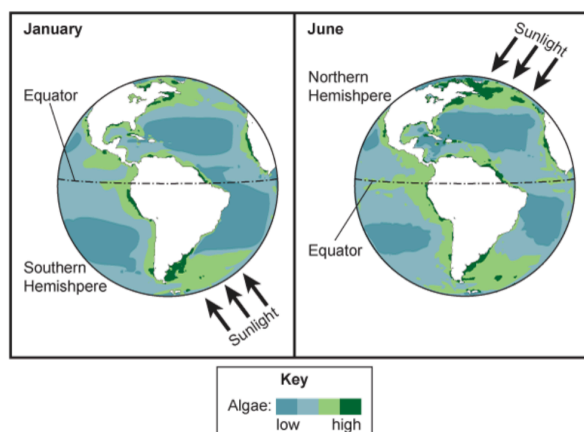 January
Equator
Southern
Hemishpere
Sunlight
June
Sunlight
Northern
Hemishpere
Equator
Key
Algae:
low
high